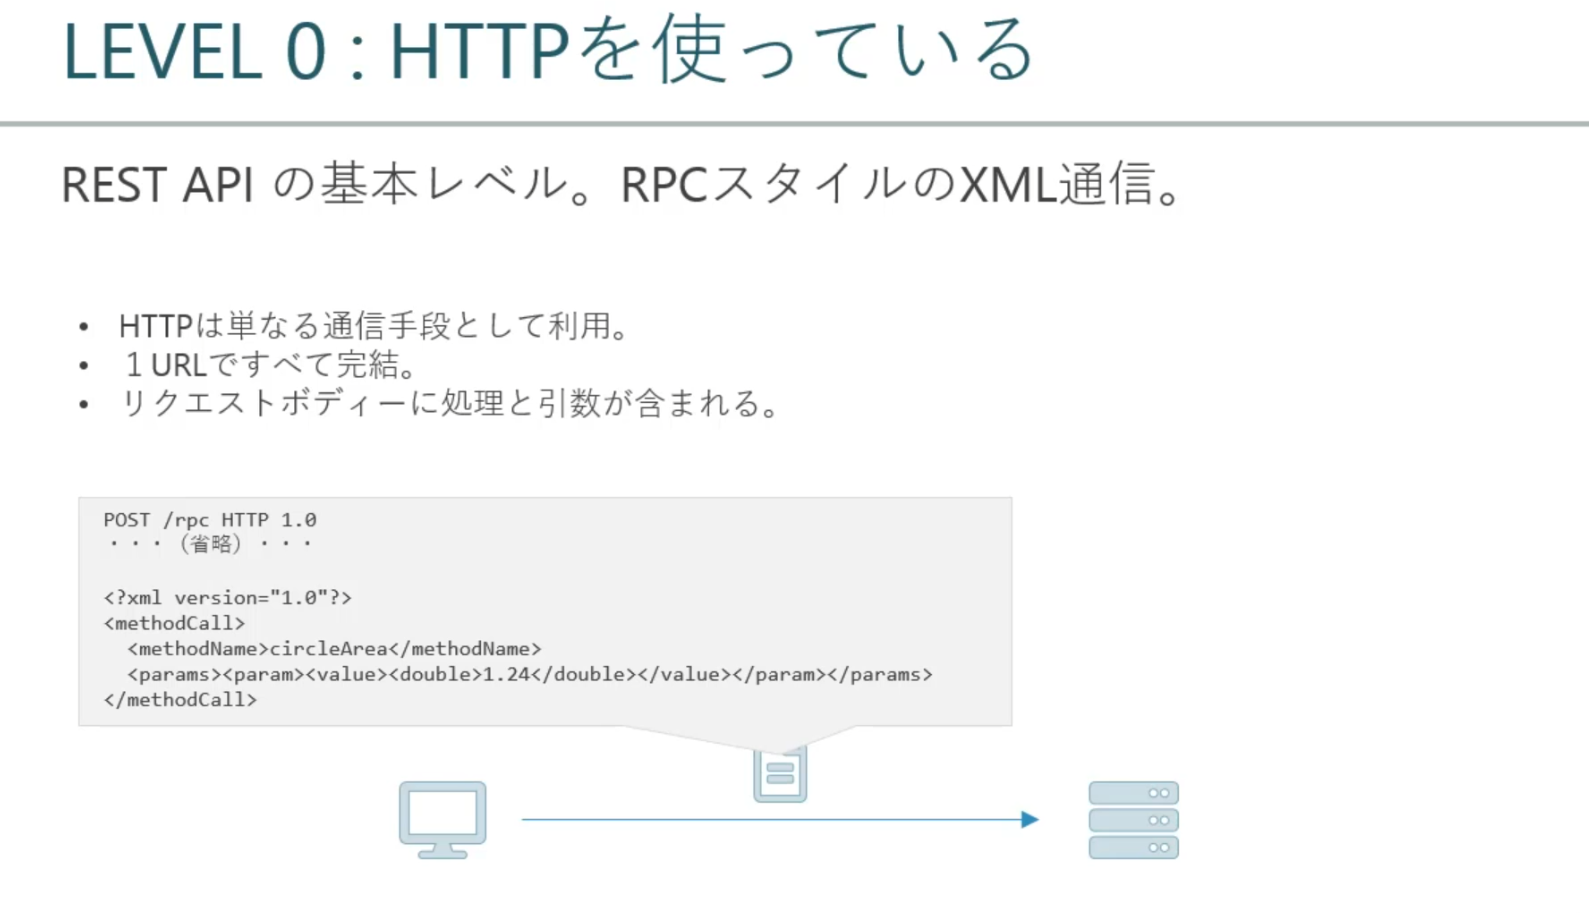 LEVEL 0 : HTTPを使っている
REST API の基本レベル。RPCスタイルのXML通信。
• HTTPは単なる通信手段として利用。
• １URLですべて完結。
• リクエストボディーに処理と引数が含まれる。
POST /rpc HTTP 1.0
・・・（省略）・・・
<?xml version="1.0"?>
<methodCall>
  <methodName>circleArea</methodName>
  <params><param><value><double>1.24</double></value></param></params>
</methodCall>